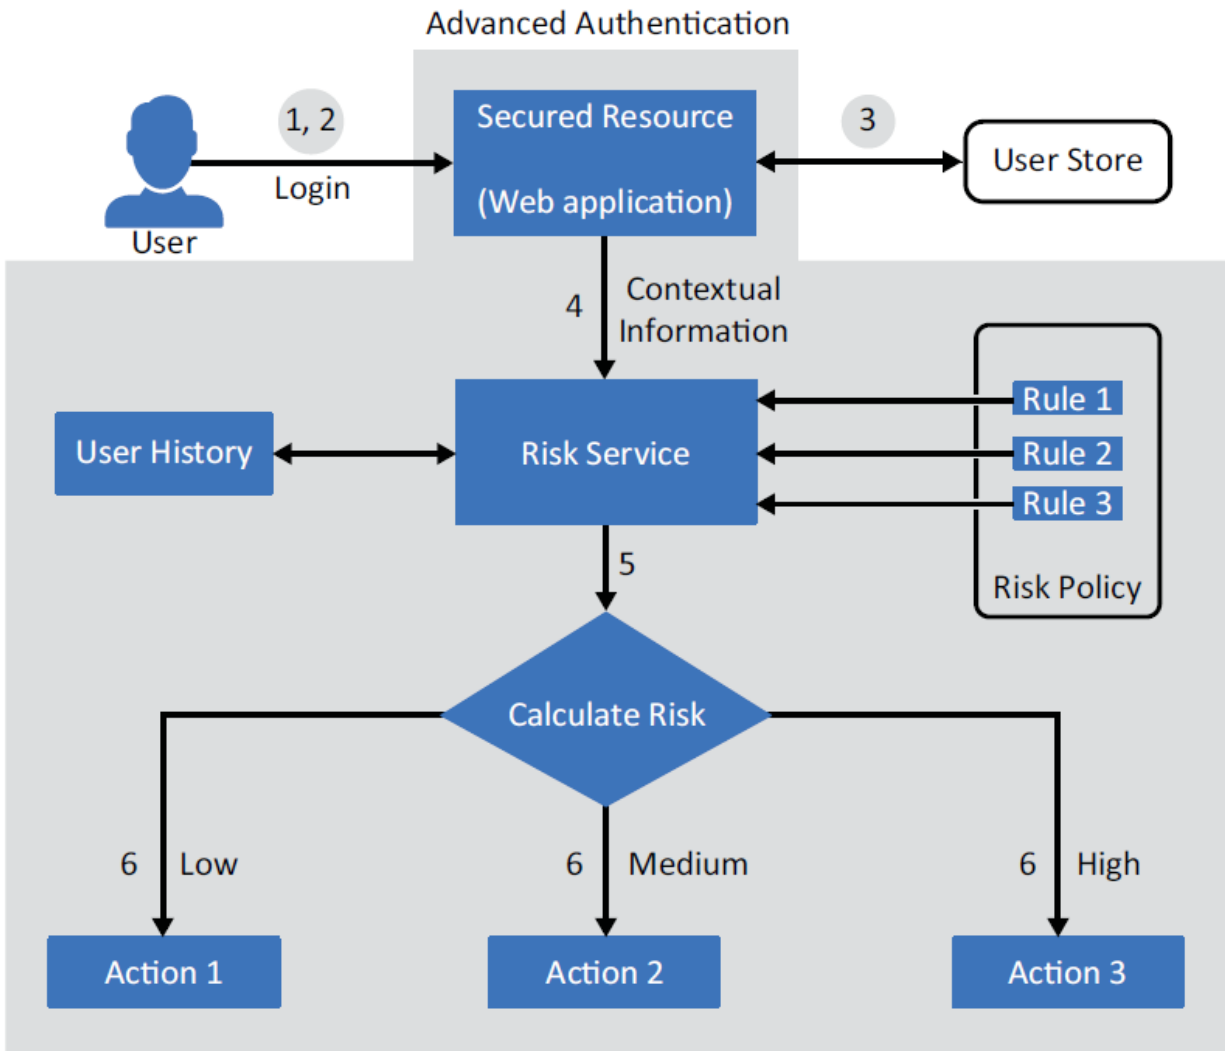 Advanced Authentication
1, 2
Login
User
Secured Resource
(Web application)
3
User Store
4
Contextual
Information
User History
Risk Service
Rule 1
Rule 2
Rule 3
Risk Policy
5
Calculate Risk
6 Low
6 Medium
6 High
Action 1
Action 2
Action 3